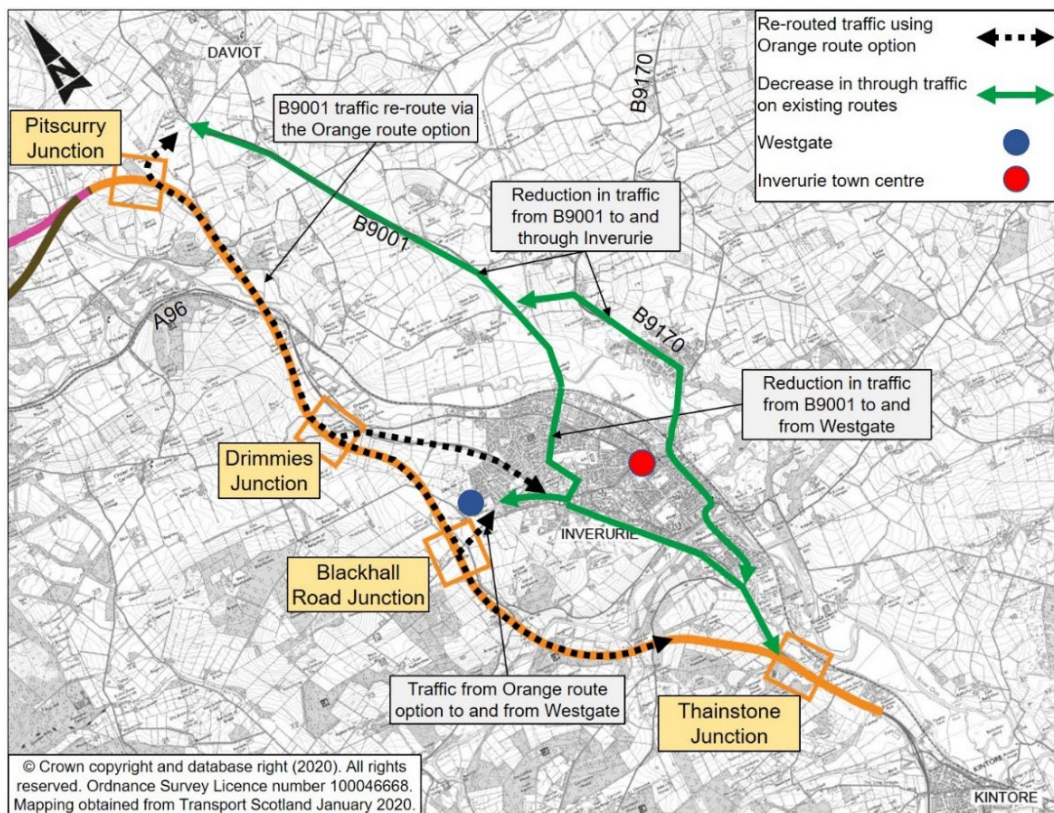 DAVIOT
B9170
Re-routed traffic using
Orange route option
Decrease in through traffic
on existing routes
Westgate
Inverurie town centre
N
B9001 traffic re-route via
the Orange route option
Pitscurry
Junction
Reduction in traffic
from B9001 to and
through Inverurie
B9001
A96
B9170
Reduction in traffic
from B9001 to and
from Westgate
Drimmies
Junction
INVERURIE
Blackhall
Road Junction
Traffic from Orange route
option to and from Westgate
Thainstone
Junction
© Crown copyright and database right (2020). All rights
reserved. Ordnance Survey Licence number 100046668.
Mapping obtained from Transport Scotland January 2020.
KINTORE